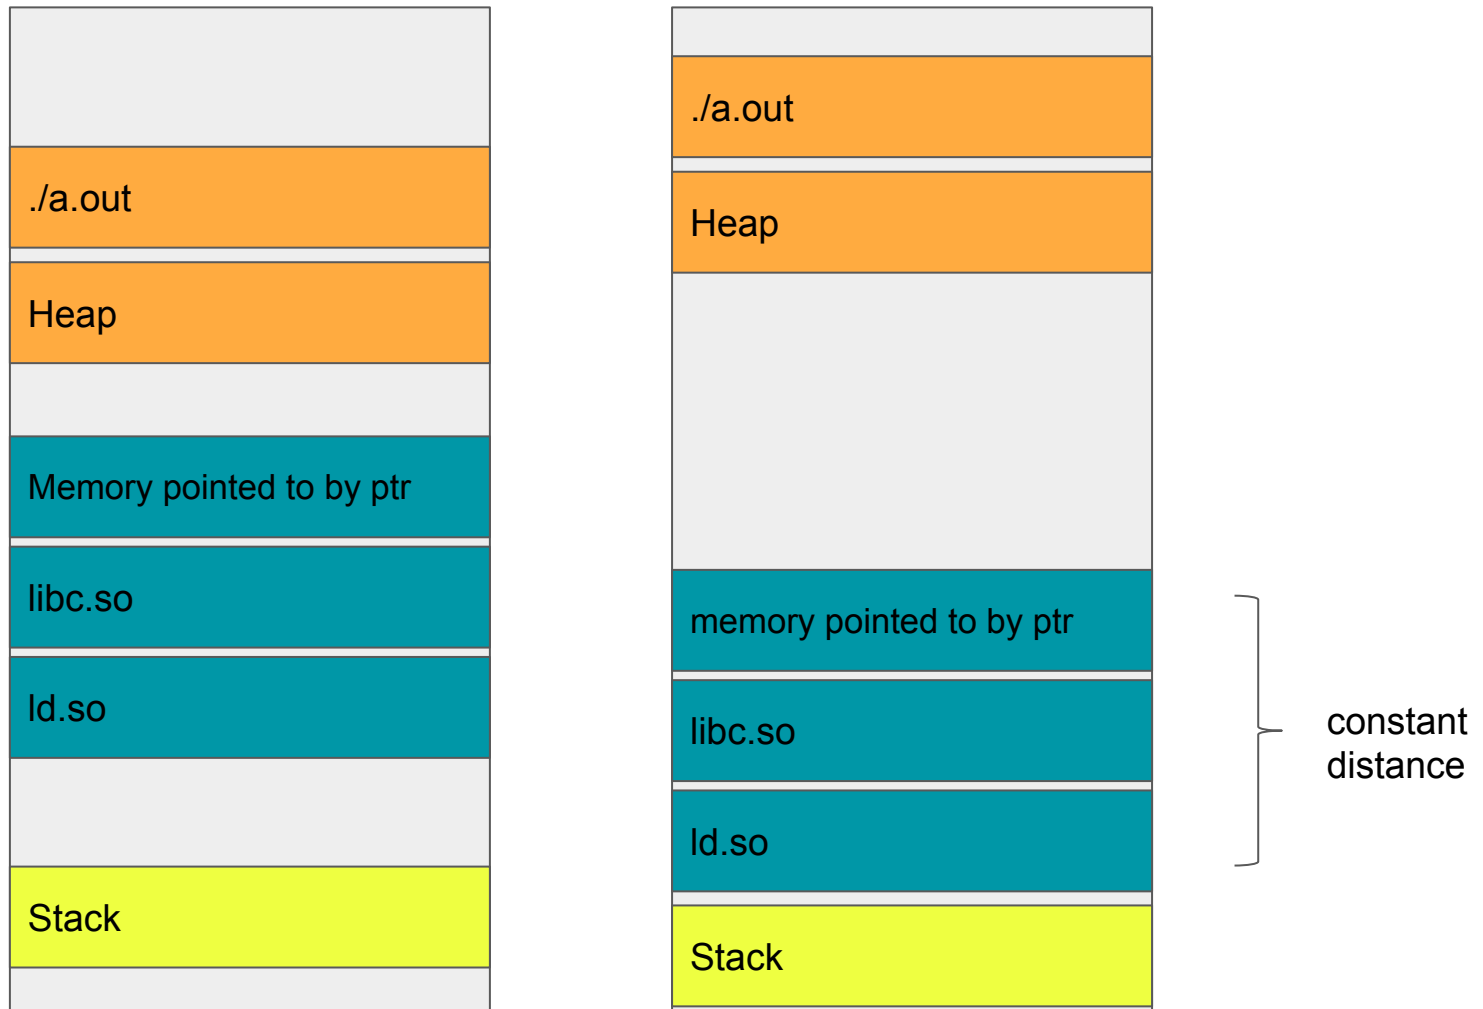 ./a.out
Heap
Memory pointed to by ptr
libc.so
ld.so
Stack
./a.out
Heap
memory pointed to by ptr
libc.so
ld.so
Stack
constant
distance